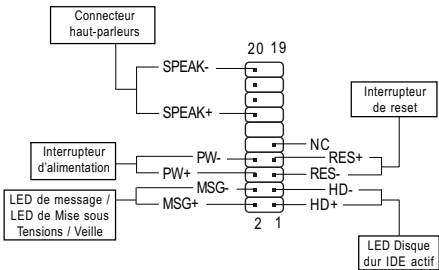 Connecteur
haut-parleurs
20 19
SPEAK-
SPEAK+
Interrupteur
de reset
NC
Interrupteur
d'alimentation
PW-
RES+
PW+
RES-
LED de message /
LED de Mise sous
Tensions / Veille
MSG-
HD-
MSG+
HD+
2 1
LED Disque
dur IDE actif